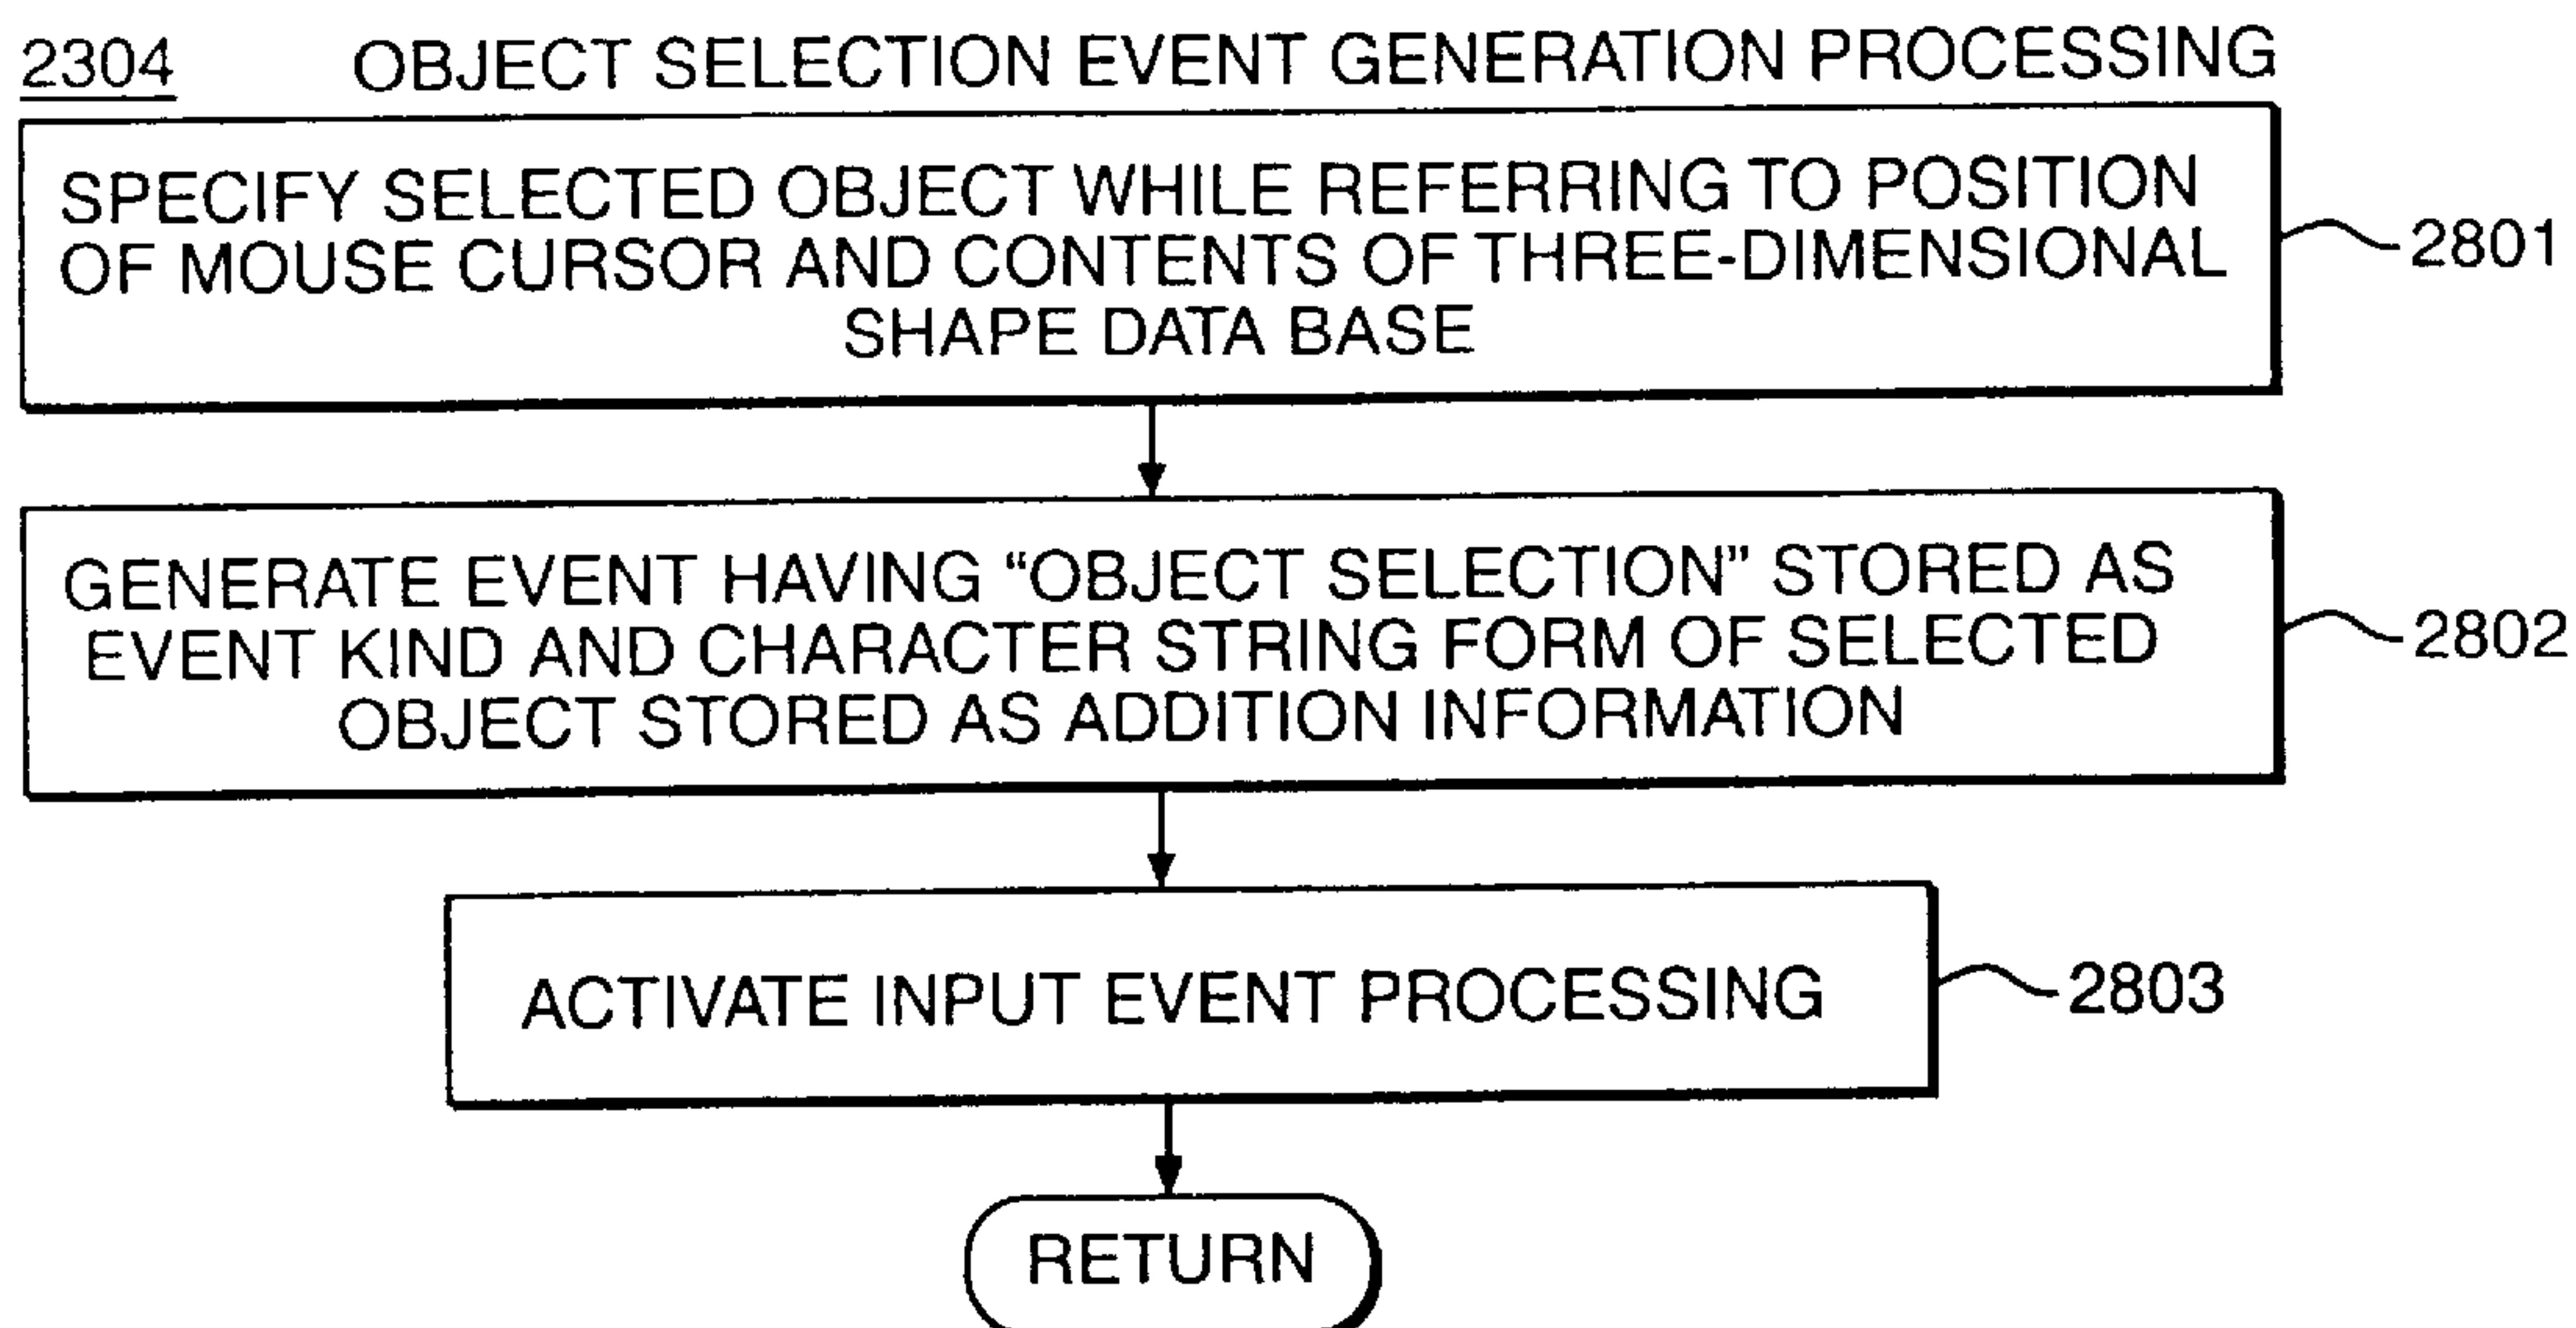 2304 OBJECT SELECTION EVENT GENERATION PROCESSING
SPECIFY SELECTED OBJECT WHILE REFERRING TO POSITION
OF MOUSE CURSOR AND CONTENTS OF THREE-DIMENSIONAL
SHAPE DATA BASE
2801
GENERATE EVENT HAVING “OBJECT SELECTION” STORED AS
EVENT KIND AND CHARACTER STRING FORM OF SELECTED
OBJECT STORED AS ADDITION INFORMATION
2802
ACTIVATE INPUT EVENT PROCESSING
2803
RETURN